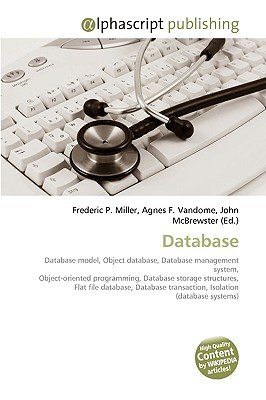 alphascript publishing
Frederic P. Miller, Agnes F. Vandome, John
McBrewster (Ed.)
Database
Database model, Object database, Database management
system,
Object-oriented programming, Database storage structures,
Flat file database, Database transaction, Isolation
(database systems)
High Quality
Content
by WIKIPEDIA
articles!